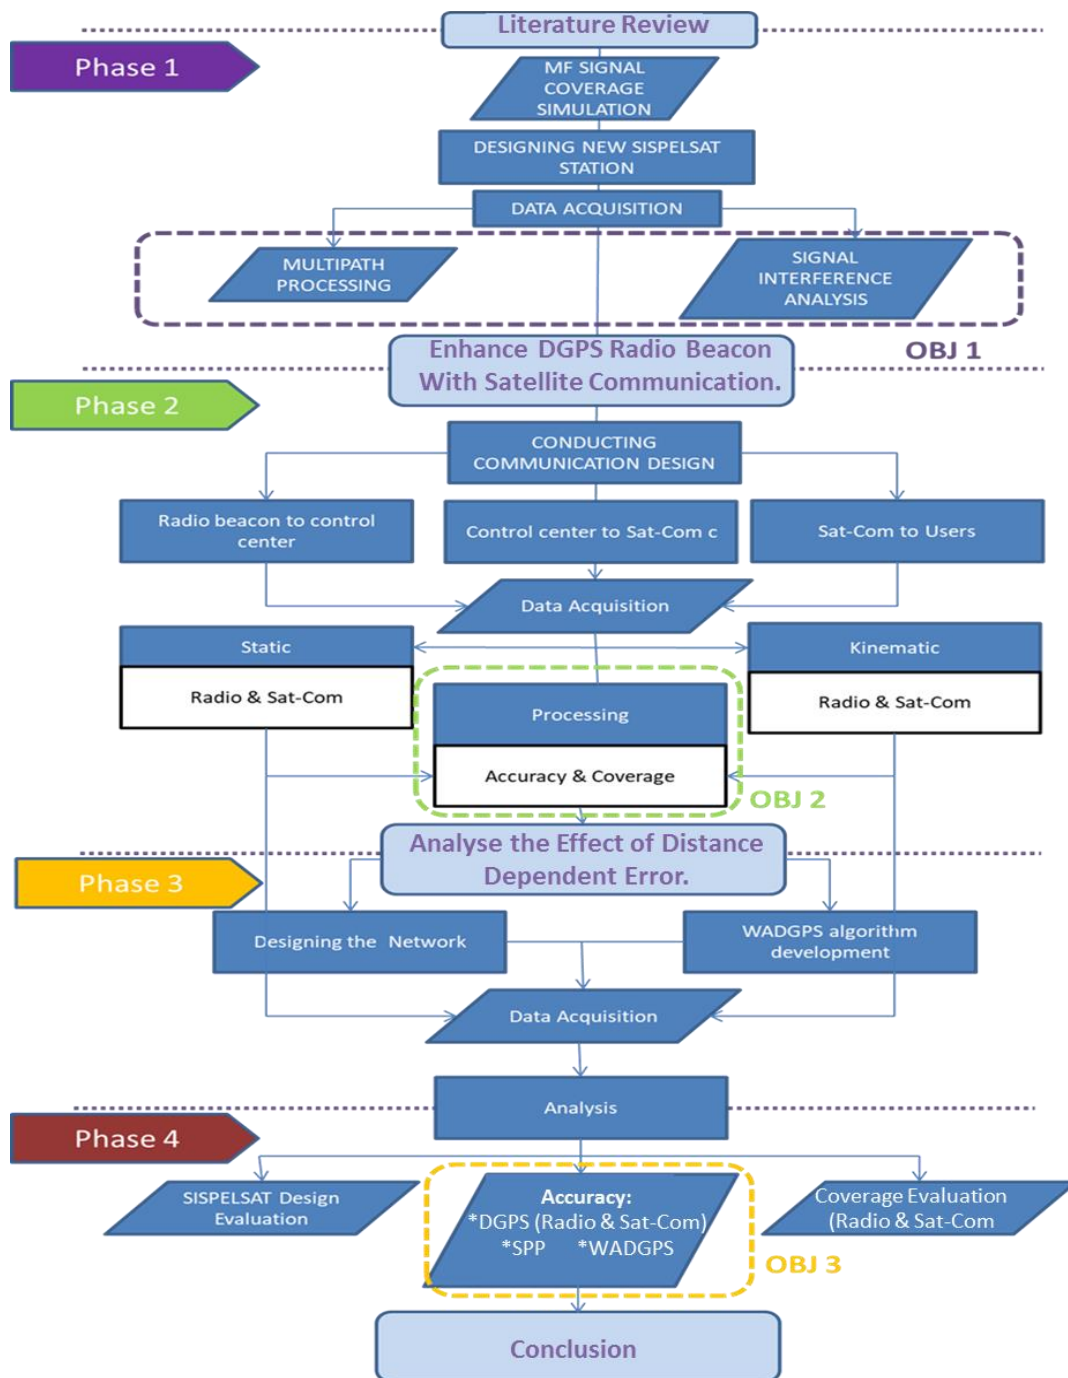 Literature Review
Phase 1
MF SIGNAL
COVERAGE
SIMULATION
DESIGNING NEW SISPELSAT
STATION
DATA ACQUISITION
MULTIPATH
PROCESSING
SIGNAL
INTERFERENCE
ANALYSIS
OBJ 1
Enhance DGPS Radio Beacon
With Satellite Communication.
Phase 2
CONDUCTING
COMMUNICATION DESIGN
Radio beacon to control
center
Control center to Sat-Com c
Sat-Com to Users
Data Acquisition
Static
Radio & Sat-Com
Kinematic
Radio & Sat-Com
Processing
Accuracy & Coverage
OBJ 2
Analyse the Effect of Distance
Dependent Error.
Phase 3
Designing the Network
WADGPS algorithm
development
Data Acquisition
Analysis
Phase 4
SISPELSAT Design
Evaluation
Accuracy:
*DGPS (Radio & Sat-Com)
*SPP *WADGPS
Coverage Evaluation
(Radio & Sat-Com
OBJ 3
Conclusion